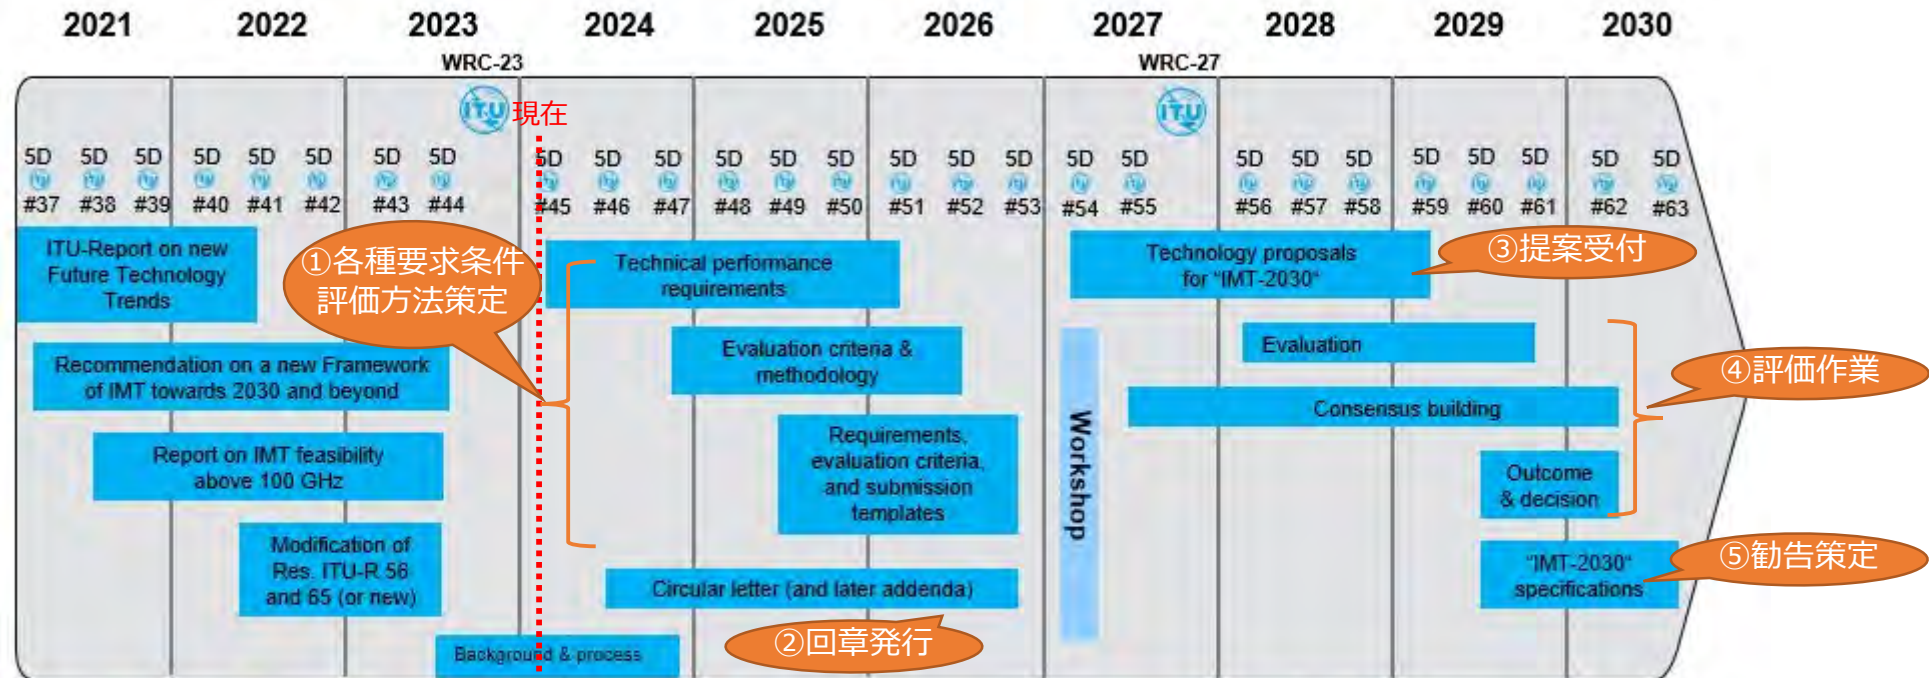 2021 2022 2023 2024 2025 2026 2027 2028 2029 2030
WRC-23 WRC-27
ITU 現在 ITU
5D 5D 5D 5D 5D 5D 5D 5D 5D 5D 5D 5D 5D 5D 5D 5D 5D 5D 5D 5D 5D 5D 5D 5D 5D 5D 5D
#37 #38 #39 #40 #41 #42 #43 #44 #45 #46 #47 #48 #49 #50 #51 #52 #53 #54 #55 #56 #57 #58 #59 #60 #61 #62 #63
ITU-Report on new
Future Technology
Trends
①各種要求条件
評価方法策定
Technical performance
requirements
Technology proposals
for "IMT-2030"
③提案受付
Recommendation on a new Framework
of IMT towards 2030 and beyond
Evaluation criteria &
methodology
Evaluation
④評価作業
Consensus building
Report on IMT feasibility
above 100 GHz
Requirements,
evaluation criteria,
and submission
templates
Workshop
Outcome
& decision
Modification of
Res. ITU-R 56
and 65 (or new)
Circular letter (and later addenda)
"IMT-2030"
specifications
⑤勧告策定
Background & process
②回章発行